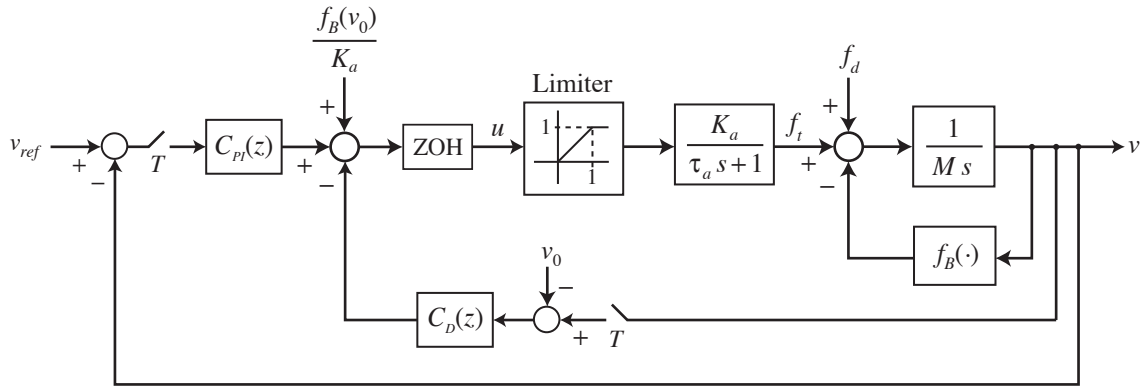 f_B(v_0)
K_a
f_d
Limiter
v_ref
+
−
T
C_PI(z)
+
+
−
ZOH
u
1
1
K_a
τ_a s + 1
f_t
+
+
−
1
M s
v
f_B(·)
v_0
−
+
C_D(z)
T